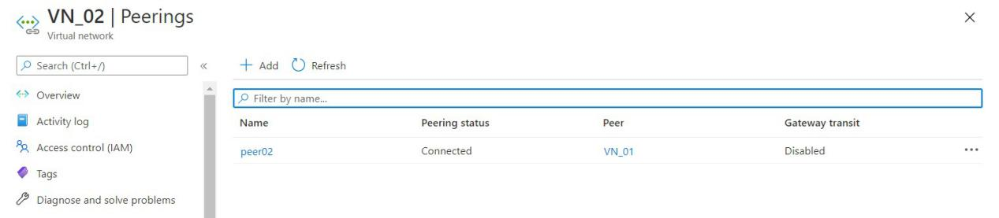 VN_02 | Peerings
Virtual network
Search (Ctrl+/)
«
Add
Refresh
Overview
Activity log
Access control (IAM)
Tags
Diagnose and solve problems
Filter by name...
Name Peering status Peer Gateway transit
peer02 Connected VN_01 Disabled